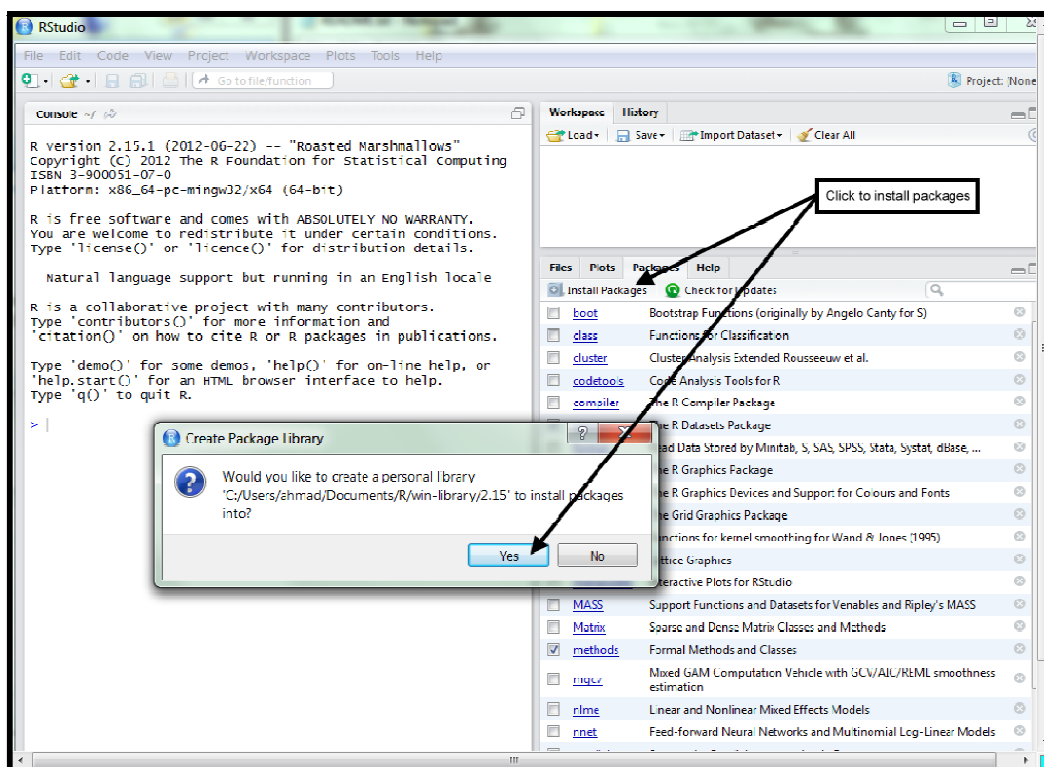 RStudio
File Edit Code View Project Workspace Plots Tools Help
Go to file/function
Project: (None
Console ~/
R version 2.15.1 (2012-06-22) -- "Roasted Marshmallows"
Copyright (C) 2012 The R Foundation for Statistical Computing
ISBN 3-900051-07-0
Platform: x86_64-pc-mingw32/x64 (64-bit)
R is free software and comes with ABSOLUTELY NO WARRANTY.
You are welcome to redistribute it under certain conditions.
Type 'license()' or 'licence()' for distribution details.
Natural language support but running in an English locale
R is a collaborative project with many contributors.
Type 'contributors()' for more information and
'citation()' on how to cite R or R packages in publications.
Type 'demo()' for some demos, 'help()' for on-line help, or
'help.start()' for an HTML browser interface to help.
Type 'q()' to quit R.
>
Workspace History
Load Save Import Dataset Clear All
Click to install packages
Files Plots Packages Help
Install Packages Check for Updates
boot Bootstrap Functions (originally by Angelo Canty for S)
class Functions for Classification
cluster Cluster Analysis Extended Rousseeuw et al.
codetools Code Analysis Tools for R
compiler The R Compiler Package
The R Datasets Package
Read Data Stored by Minitab, S, SAS, SPSS, Stata, Systat, dBase, ...
The R Graphics Package
The R Graphics Devices and Support for Colours and Fonts
The Grid Graphics Package
Functions for kernel smoothing for Wand & Jones (1995)
Lattice Graphics
Interactive Plots for RStudio
MASS Support Functions and Datasets for Venables and Ripley's MASS
Matrix Sparse and Dense Matrix Classes and Methods
methods Formal Methods and Classes
mgcv Mixed GAM Computation Vehicle with GCV/AIC/REML smoothness
estimation
nlme Linear and Nonlinear Mixed Effects Models
nnet Feed-forward Neural Networks and Multinomial Log-Linear Models
Create Package Library
?
Would you like to create a personal library
'C:/Users/ahmad/Documents/R/win-library/2.15' to install packages
into?
Yes No